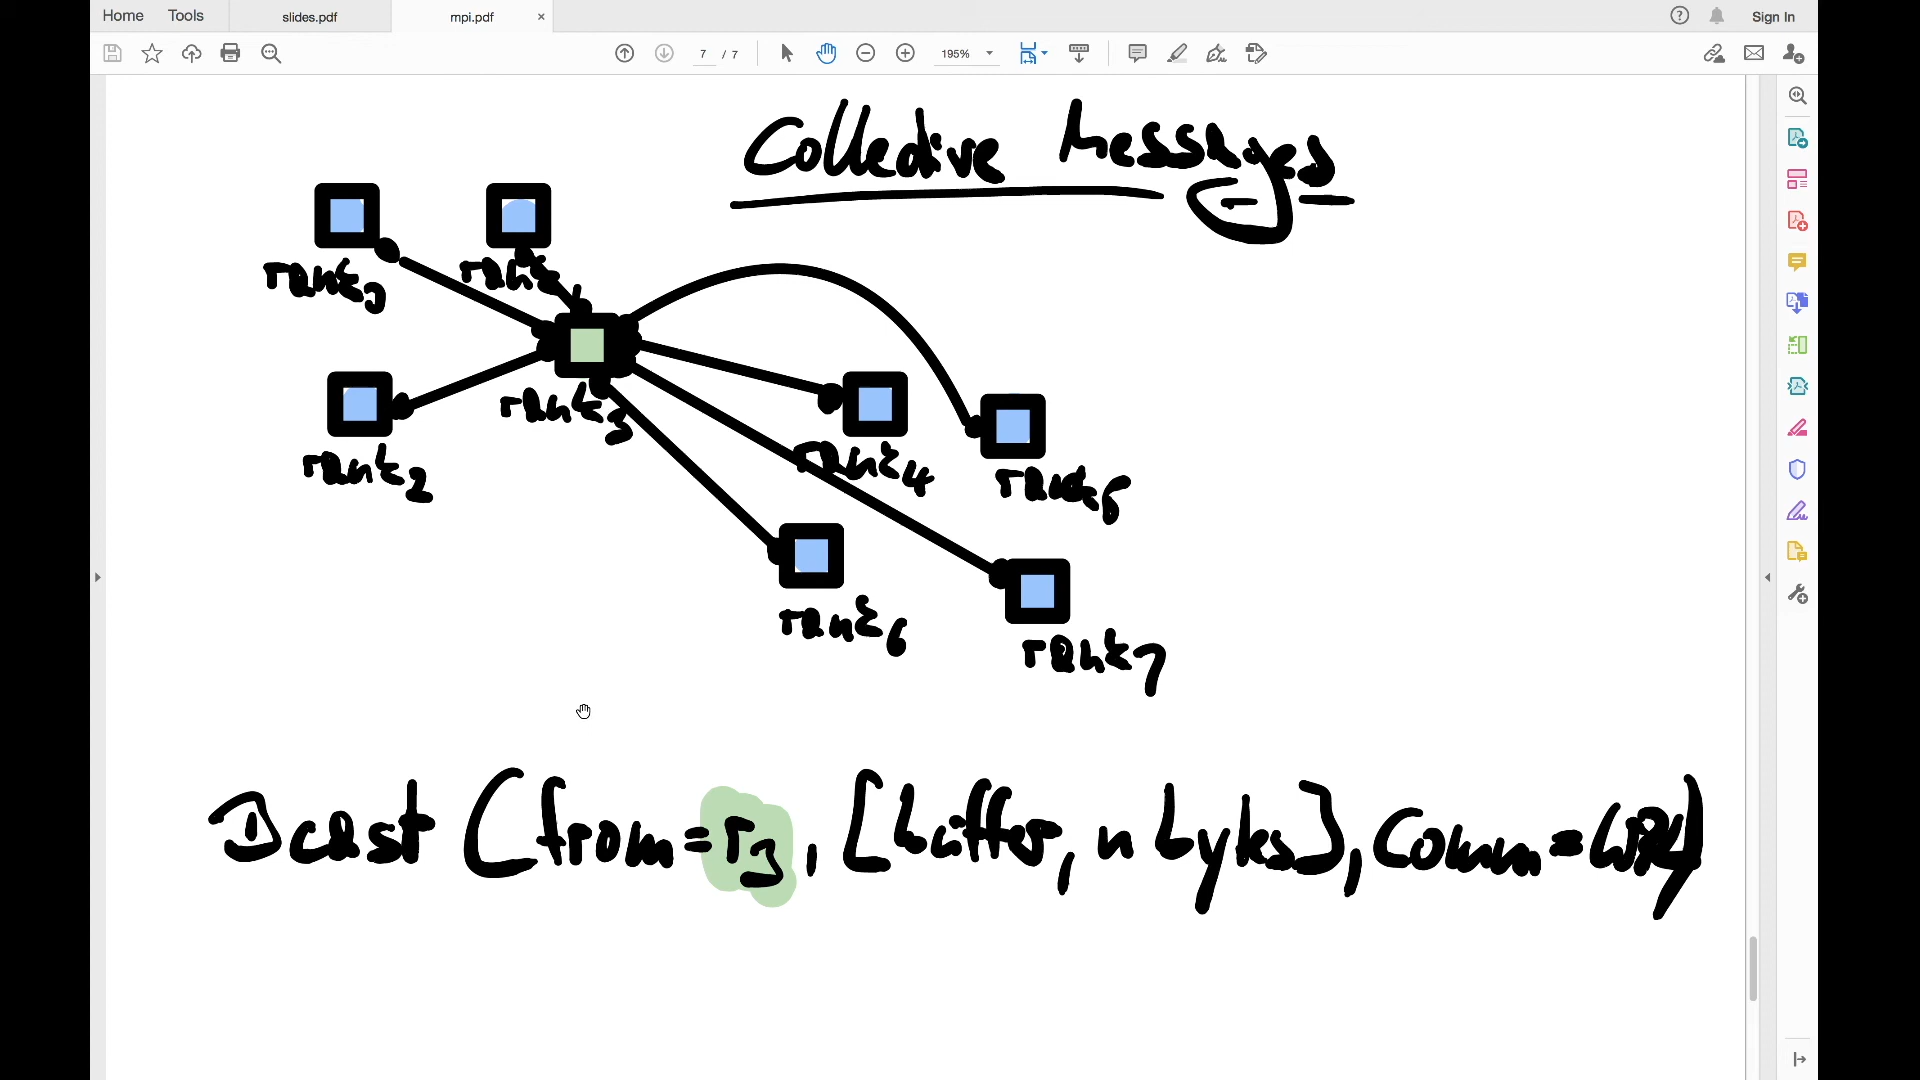 Home Tools slides.pdf mpi.pdf × Sign In
7 / 7 195%
Collective Messages
rank0 rank1
rank3
rank2 rank4 rank5
rank6
rank7
Bcast (from=r3, [buffer, n bytes], Comm=